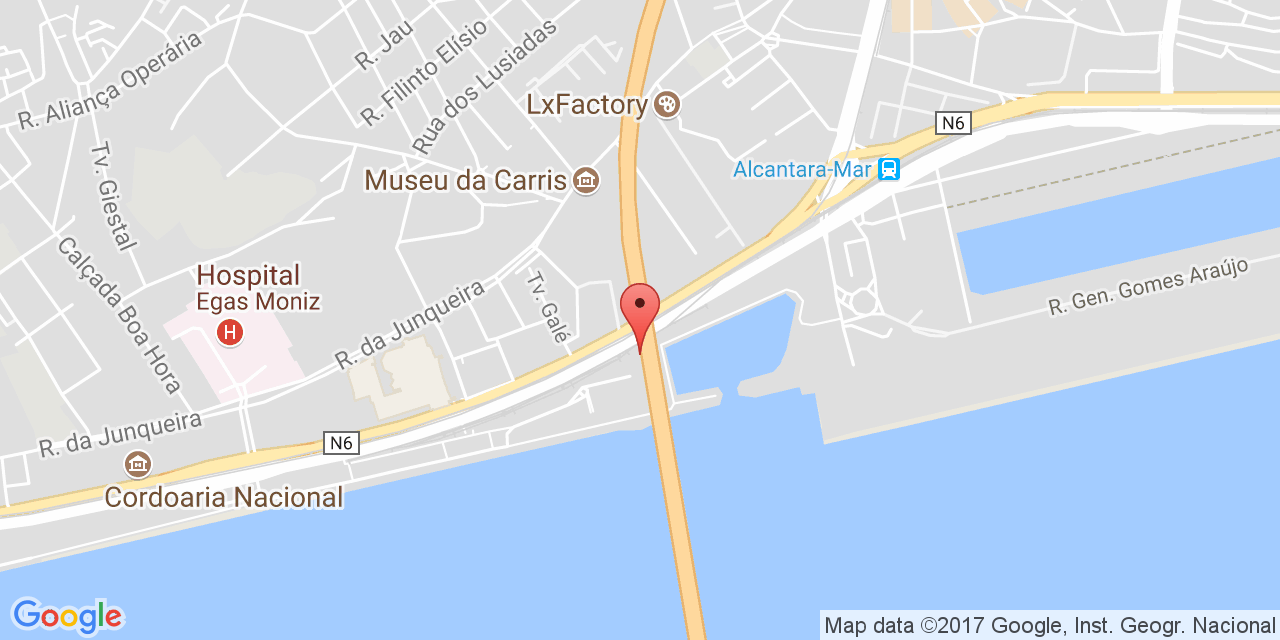 R. Aliança Operária
R. Jau
R. Filinto Elísio
Rua dos Lusiadas
LxFactory
N6
Tv. Giestal
Museu da Carris
Alcantara-Mar
Calçada Boa Hora
Hospital
Egas Moniz
H
R. da Junqueira
Tv. Galé
R. Gen. Gomes Araújo
R. da Junqueira
N6
Cordoaria Nacional
Google
Map data ©2017 Google, Inst. Geogr. Nacional